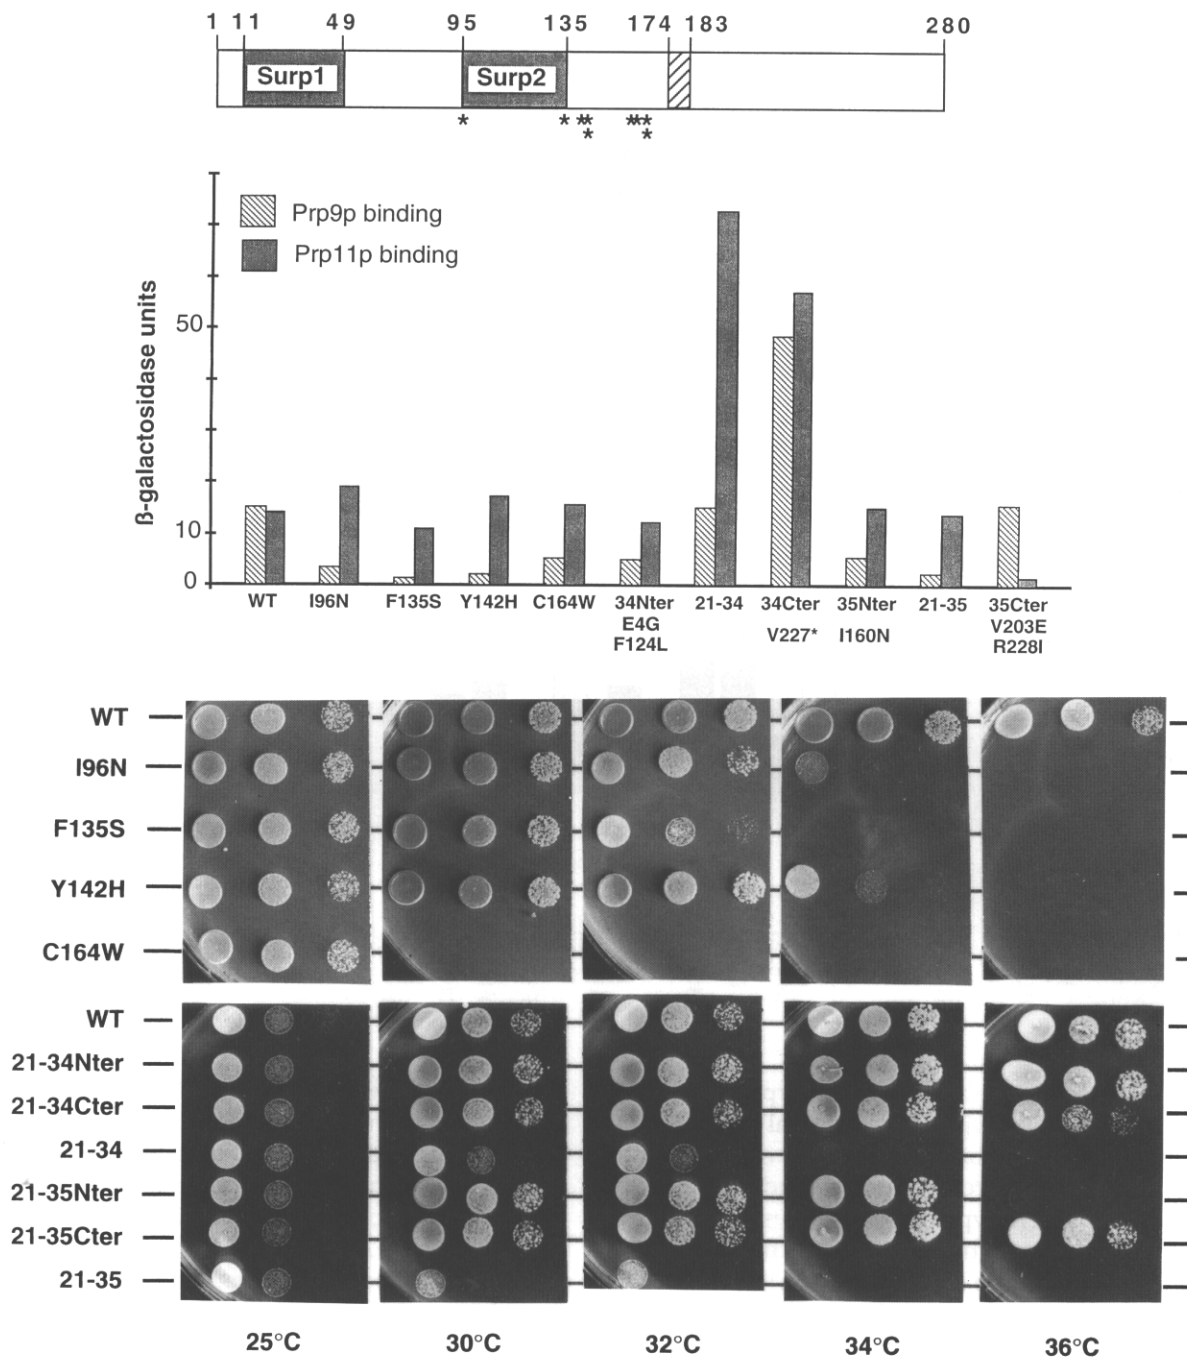 1 11 49 95 135 174 183 280
Surp1 Surp2
* * ** * ** *
Prp9p binding
Prp11p binding
ß-galactosidase units
50
10
0
WT I96N F135S Y142H C164W 34Nter 21-34 34Cter 35Nter 21-35 35Cter
E4G V227* I160N V203E
F124L R228I
WT
I96N
F135S
Y142H
C164W
WT
21-34Nter
21-34Cter
21-34
21-35Nter
21-35Cter
21-35
25°C 30°C 32°C 34°C 36°C